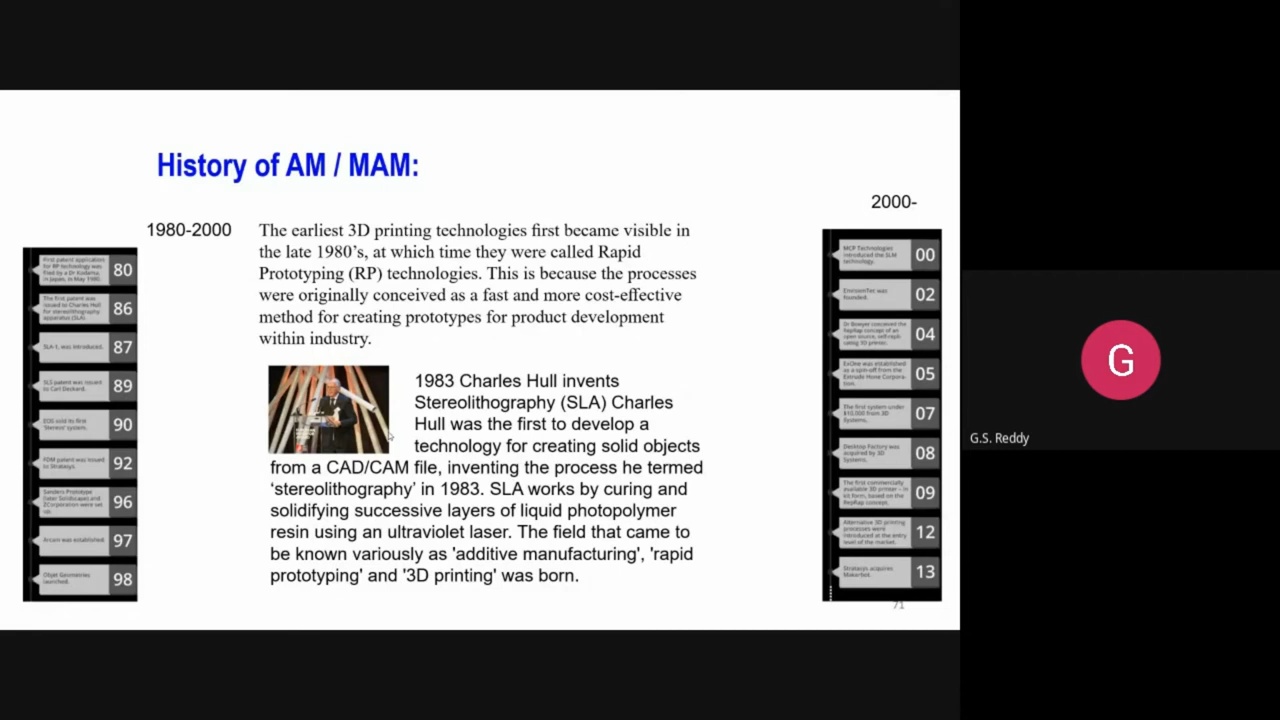 History of AM / MAM:
2000-
1980-2000
The earliest 3D printing technologies first became visible in
the late 1980's, at which time they were called Rapid
Prototyping (RP) technologies. This is because the processes
were originally conceived as a fast and more cost-effective
method for creating prototypes for product development
within industry.
1983 Charles Hull invents
Stereolithography (SLA) Charles
Hull was the first to develop a
technology for creating solid objects
from a CAD/CAM file, inventing the process he termed
'stereolithography' in 1983. SLA works by curing and
solidifying successive layers of liquid photopolymer
resin using an ultraviolet laser. The field that came to
be known variously as 'additive manufacturing', 'rapid
prototyping' and '3D printing' was born.
First patent application
for RP technology was
filed by a Dr Kodama,
in Japan, in May 1980.
80
The first patent was
issued to Charles Hull
for stereolithography
apparatus (SLA).
86
SLA-1, was introduced.
87
SLS patent was issued
to Carl Deckard.
89
EOS sold its first
'Stereos' system.
90
FDM patent was issued
to Stratasys.
92
Sanders Prototype
(later Solidscape) and
ZCorporation were set
up.
96
Arcam was established.
97
Objet Geometries
launched.
98
MCP Technologies
introduced the SLM
technology.
00
EnvisionTec was
founded.
02
Dr Bowyer conceived the
RepRap concept of an
open source, self-repli-
cating 3D printer.
04
ExOne was established
as a spin-off from the
Extrude Hone Corpora-
tion.
05
The first system under
$10,000 from 3D
Systems.
07
Desktop Factory was
acquired by 3D
Systems.
08
The first commercially
available 3D printer – in
kit form, based on the
RepRap concept.
09
Alternative 3D printing
processes were
introduced at the entry
level of the market.
12
Stratasys acquires
Makerbot.
13
71
G
G.S. Reddy